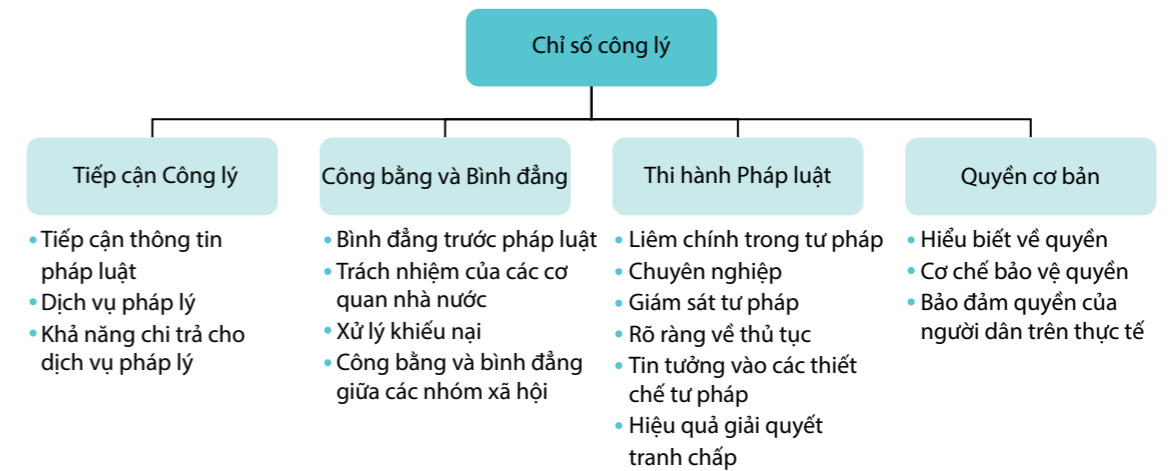 Chỉ số công lý
Tiếp cận Công lý
• Tiếp cận thông tin
pháp luật
• Dịch vụ pháp lý
• Khả năng chi trả cho
dịch vụ pháp lý
Công bằng và Bình đẳng
• Bình đẳng trước pháp luật
• Trách nhiệm của các cơ
quan nhà nước
• Xử lý khiếu nại
• Công bằng và bình đẳng
giữa các nhóm xã hội
Thi hành Pháp luật
• Liêm chính trong tư pháp
• Chuyên nghiệp
• Giám sát tư pháp
• Rõ ràng về thủ tục
• Tin tưởng vào các thiết
chế tư pháp
• Hiệu quả giải quyết
tranh chấp
Quyền cơ bản
• Hiểu biết về quyền
• Cơ chế bảo vệ quyền
• Bảo đảm quyền của
người dân trên thực tế